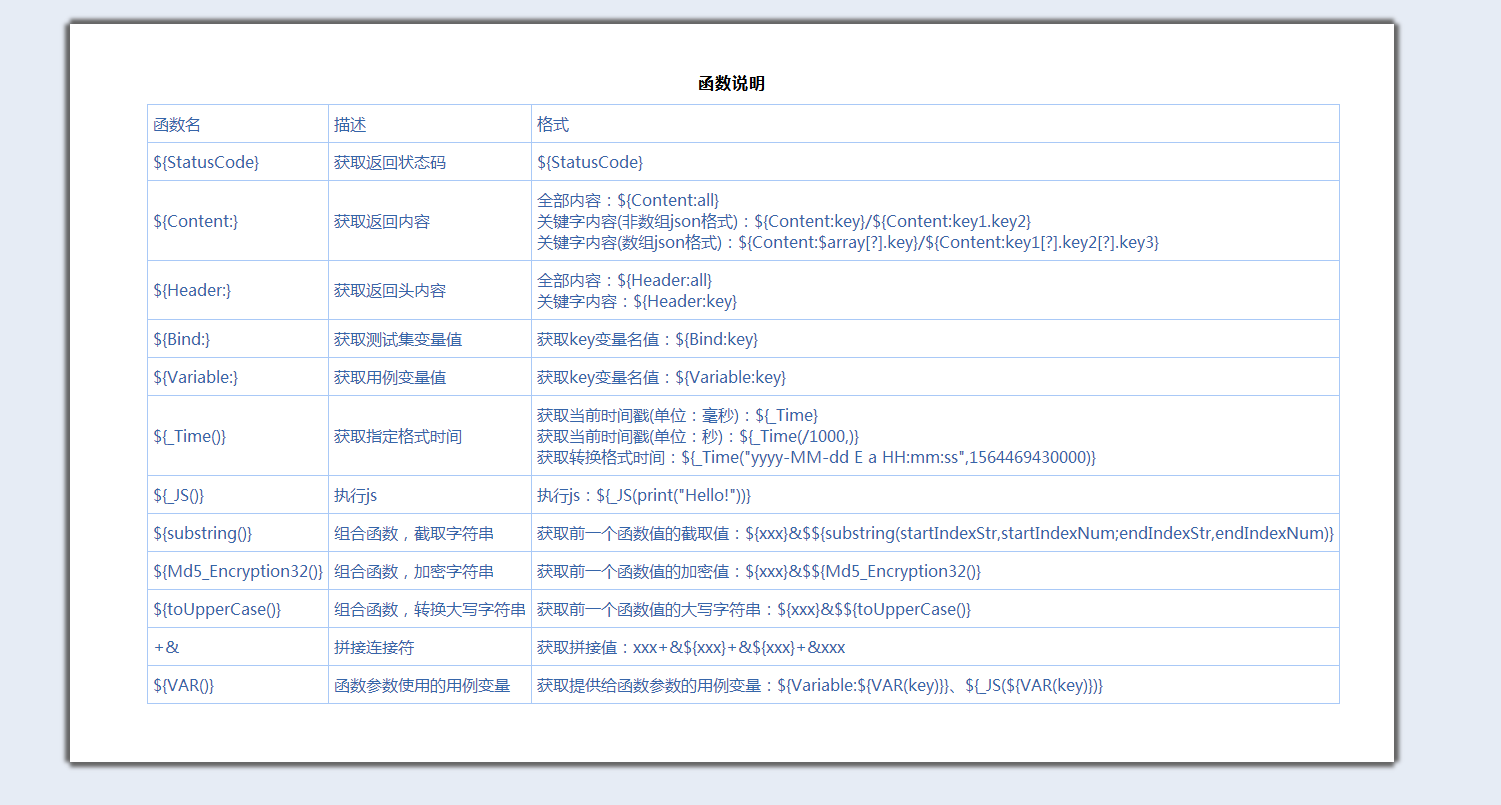 函数说明
函数名 描述 格式
${StatusCode} 获取返回状态码 ${StatusCode}
${Content:} 获取返回内容 全部内容：${Content:all}
关键字内容(非数组json格式)：${Content:key}/${Content:key1.key2}
关键字内容(数组json格式)：${Content:$array[?].key}/${Content:key1[?].key2[?].key3}
${Header:} 获取返回头内容 全部内容：${Header:all}
关键字内容：${Header:key}
${Bind:} 获取测试集变量值 获取key变量名值：${Bind:key}
${Variable:} 获取用例变量值 获取key变量名值：${Variable:key}
${_Time()} 获取指定格式时间 获取当前时间戳(单位：毫秒)：${_Time}
获取当前时间戳(单位：秒)：${_Time(/1000,)}
获取转换格式时间：${_Time("yyyy-MM-dd E a HH:mm:ss",1564469430000)}
${_JS()} 执行js 执行js：${_JS(print("Hello!"))}
${substring()} 组合函数，截取字符串 获取前一个函数值的截取值：${xxx}&$${substring(startIndexStr,startIndexNum;endIndexStr,endIndexNum)}
${Md5_Encryption32()} 组合函数，加密字符串 获取前一个函数值的加密值：${xxx}&$${Md5_Encryption32()}
${toUpperCase()} 组合函数，转换大写字符串 获取前一个函数值的大写字符串：${xxx}&$${toUpperCase()}
+& 拼接连接符 获取拼接值：xxx+&${xxx}+&${xxx}+&xxx
${VAR()} 函数参数使用的用例变量 获取提供给函数参数的用例变量：${Variable:${VAR(key)}}、${_JS(${VAR(key)})}